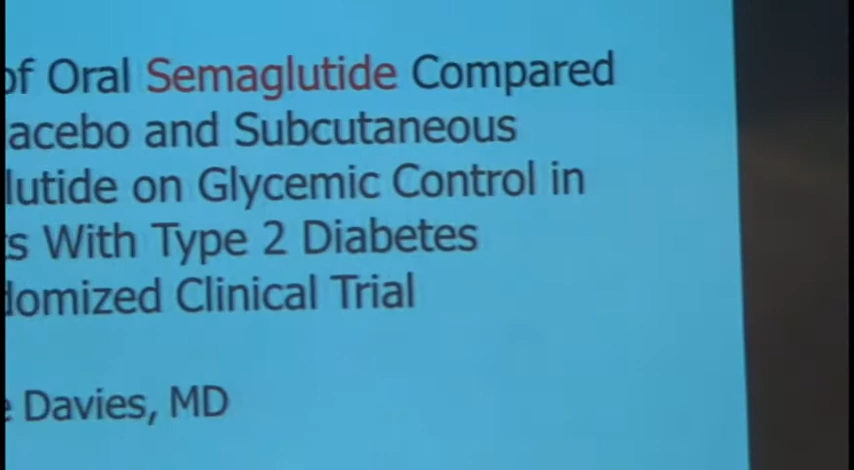 of Oral Semaglutide Compared
acebo and Subcutaneous
lutide on Glycemic Control in
s With Type 2 Diabetes
domized Clinical Trial
e Davies, MD